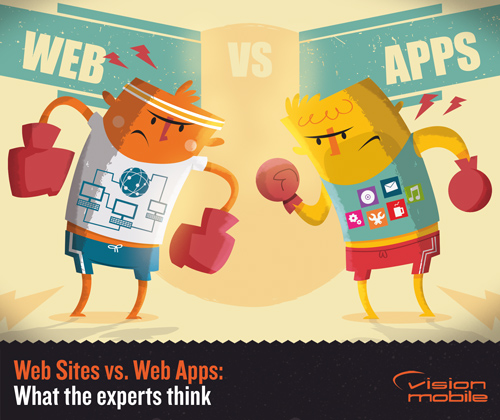 WEB
VS
APPS
Web Sites vs. Web Apps:
What the experts think
vision
mobile